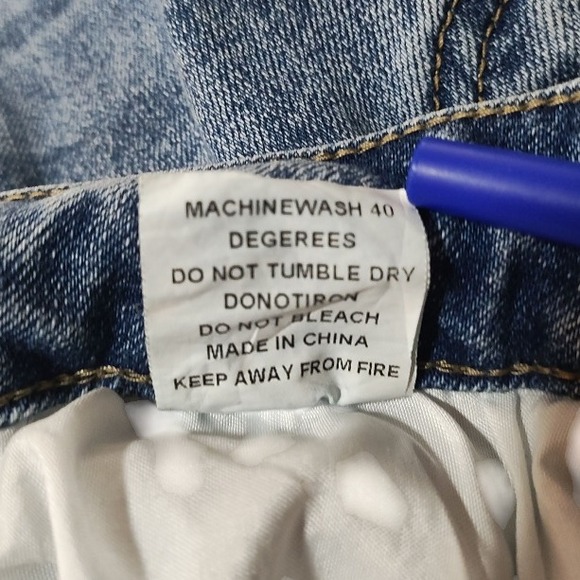 MACHINEWASH 40
DEGEREES
DO NOT TUMBLE DRY
DONOTIRON
DO NOT BLEACH
MADE IN CHINA
KEEP AWAY FROM FIRE